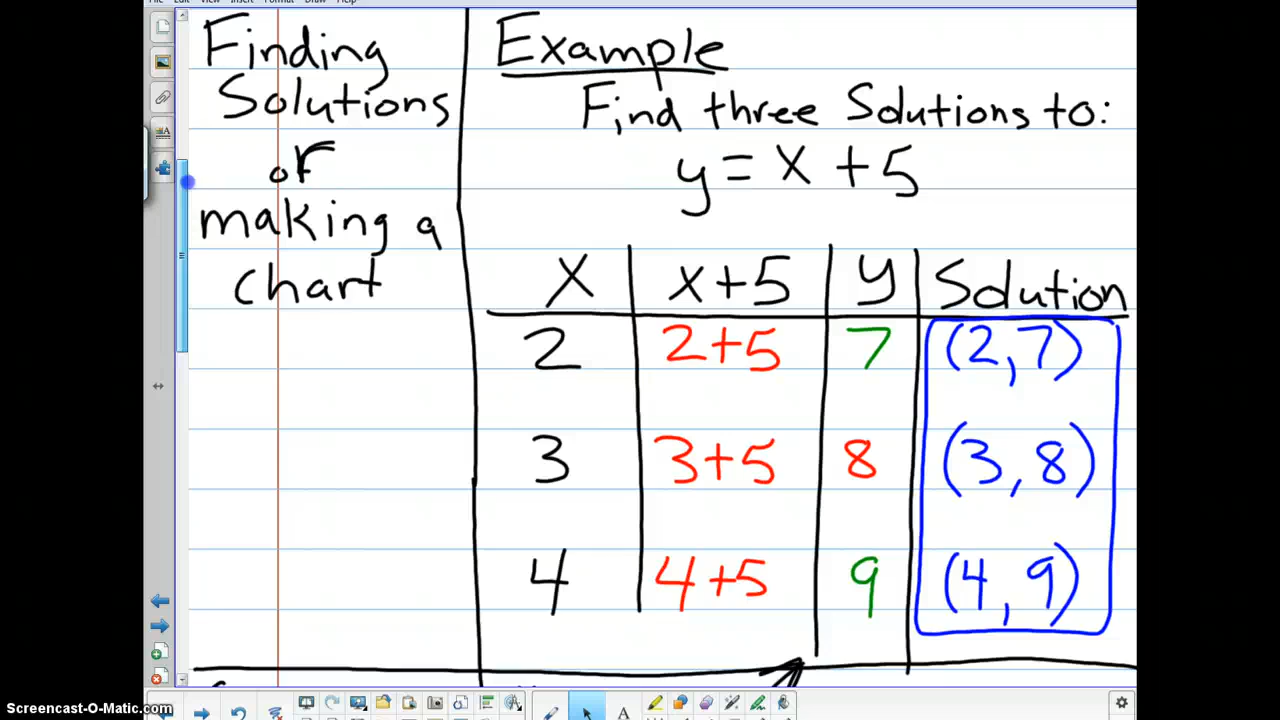 Finding
Solutions
or
making a
chart
Example
Find three Solutions to:
y = x + 5
x x+5 y Solution
2 2+5 7 (2,7)
3 3+5 8 (3,8)
4 4+5 9 (4,9)
Screencast-O-Matic.com